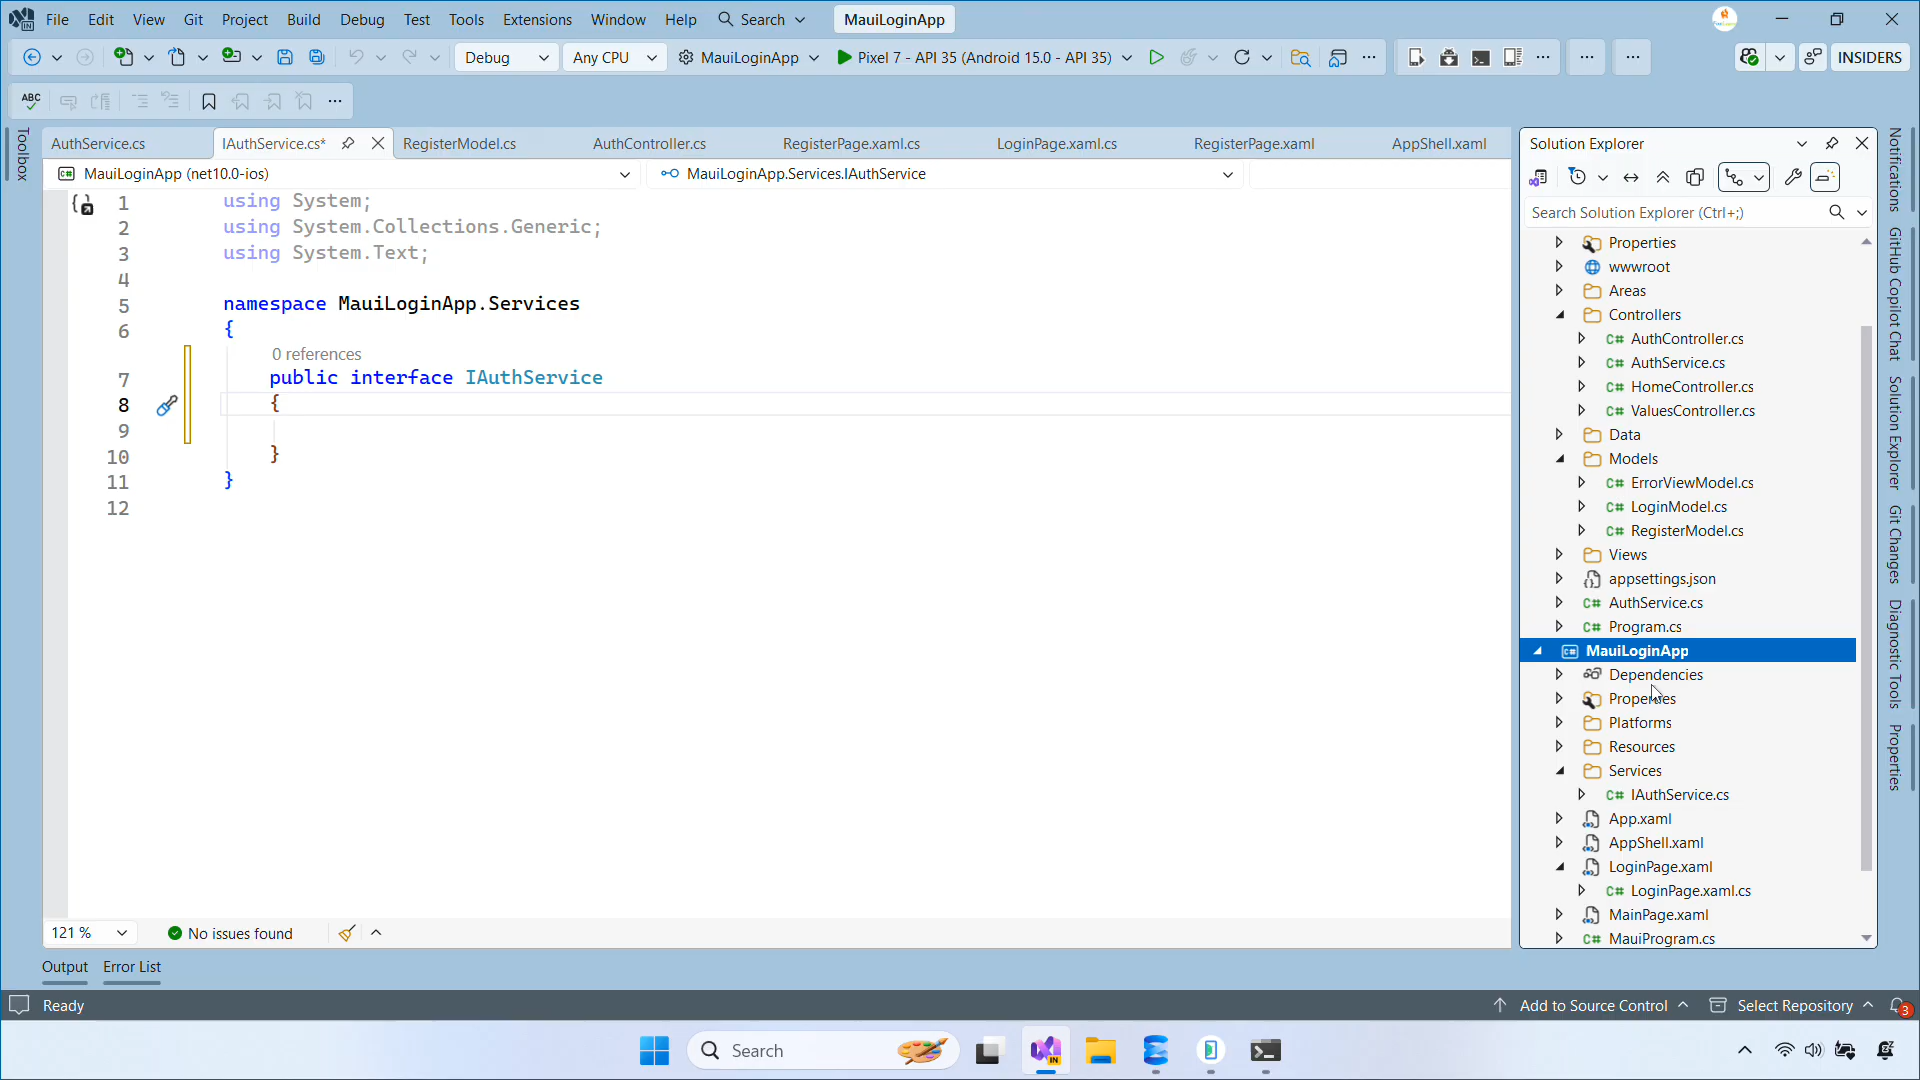 File Edit View Git Project Build Debug Test Tools Extensions Window Help Search MauiLoginApp
Debug Any CPU MauiLoginApp Pixel 7 - API 35 (Android 15.0 - API 35) INSIDERS
ABC
Toolbox
AuthService.cs IAuthService.cs* RegisterModel.cs AuthController.cs RegisterPage.xaml.cs LoginPage.xaml.cs RegisterPage.xaml AppShell.xaml
MauiLoginApp (net10.0-ios) MauiLoginApp.Services.IAuthService
1 using System;
2 using System.Collections.Generic;
3 using System.Text;
4
5 namespace MauiLoginApp.Services
6 {
0 references
7 public interface IAuthService
8 {
9
10 }
11 }
12
121 % No issues found
Output Error List
Ready
Solution Explorer
Search Solution Explorer (Ctrl+;)
Properties
wwwroot
Areas
Controllers
C# AuthController.cs
C# AuthService.cs
C# HomeController.cs
C# ValuesController.cs
Data
Models
C# ErrorViewModel.cs
C# LoginModel.cs
C# RegisterModel.cs
Views
appsettings.json
C# AuthService.cs
C# Program.cs
C# MauiLoginApp
Dependencies
Properties
Platforms
Resources
Services
C# IAuthService.cs
App.xaml
AppShell.xaml
LoginPage.xaml
C# LoginPage.xaml.cs
MainPage.xaml
C# MauiProgram.cs
Notifications
GitHub Copilot Chat
Solution Explorer
Git Changes
Diagnostic Tools
Properties
Add to Source Control Select Repository 3
Search
IN